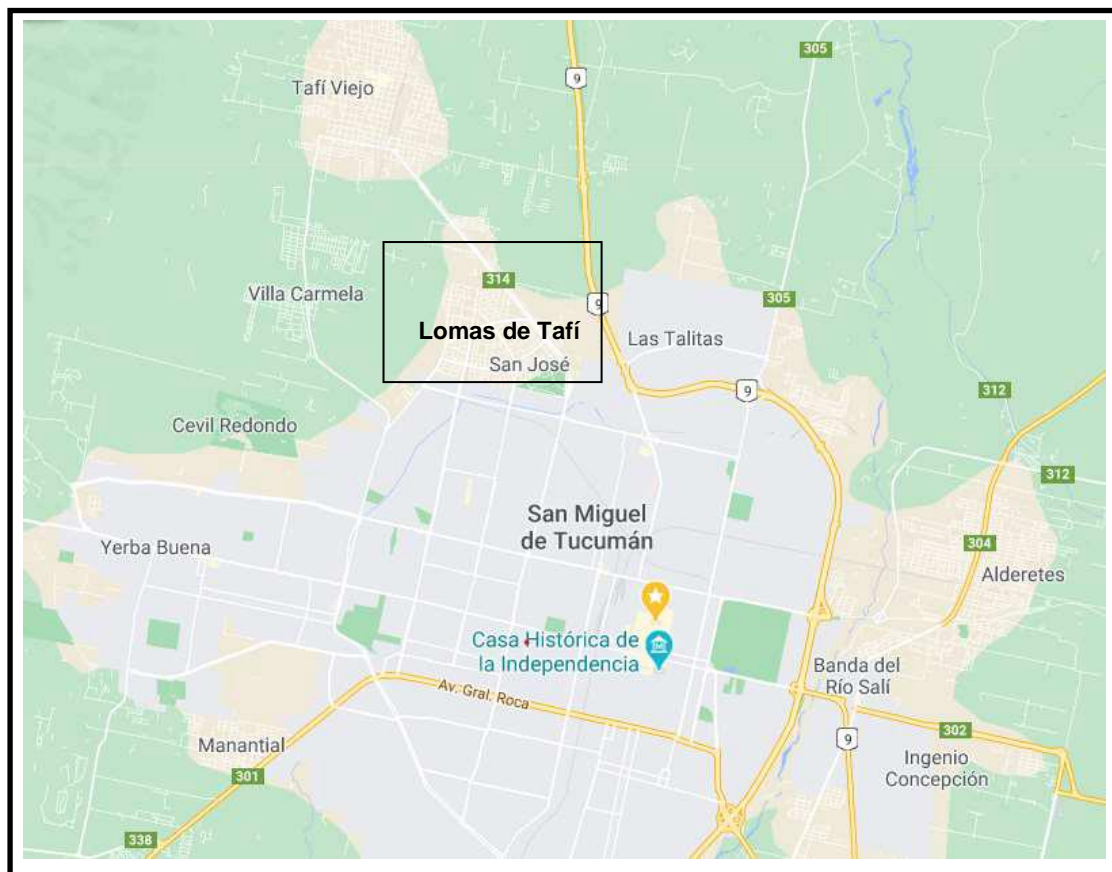 305
9
Tafí Viejo
314
Villa Carmela
9
305
Lomas de Tafí
Las Talitas
San José
9
312
Cevil Redondo
312
San Miguel
de Tucumán
304
Yerba Buena
Alderetes
Casa Histórica de
la Independencia
Banda del
Río Salí
Av. Gral. Roca
302
9
Manantial
Ingenio
Concepción
301
338